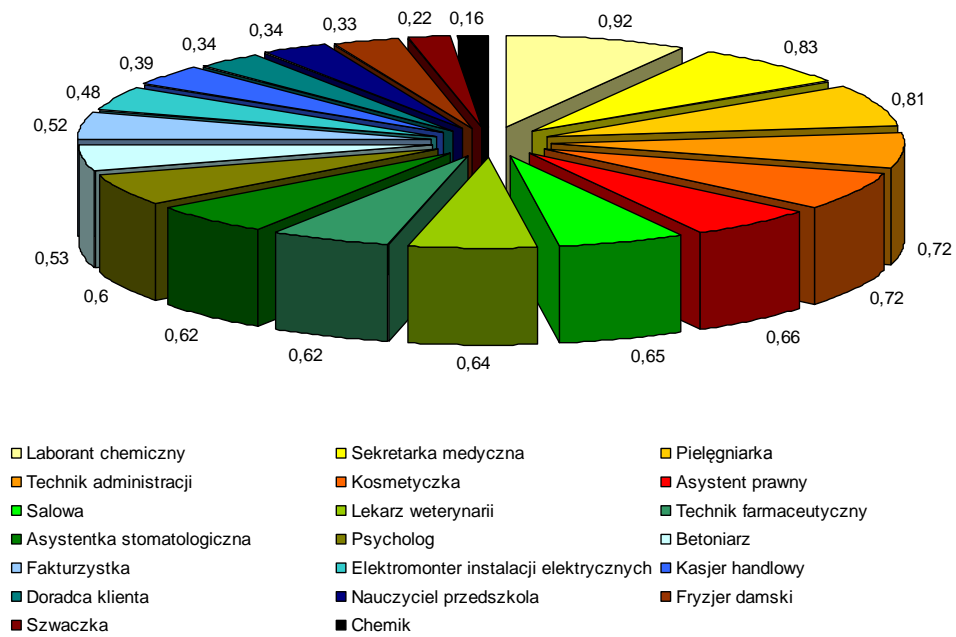 0,16
0,22
0,33
0,34
0,34
0,39
0,48
0,52
0,53
0,6
0,62
0,62
0,64
0,65
0,66
0,72
0,72
0,81
0,83
0,92
Laborant chemiczny Sekretarka medyczna Pielęgniarka
Technik administracji Kosmetyczka Asystent prawny
Salowa Lekarz weterynarii Technik farmaceutyczny
Asystentka stomatologiczna Psycholog Betoniarz
Fakturzystka Elektromonter instalacji elektrycznych Kasjer handlowy
Doradca klienta Nauczyciel przedszkola Fryzjer damski
Szwaczka Chemik